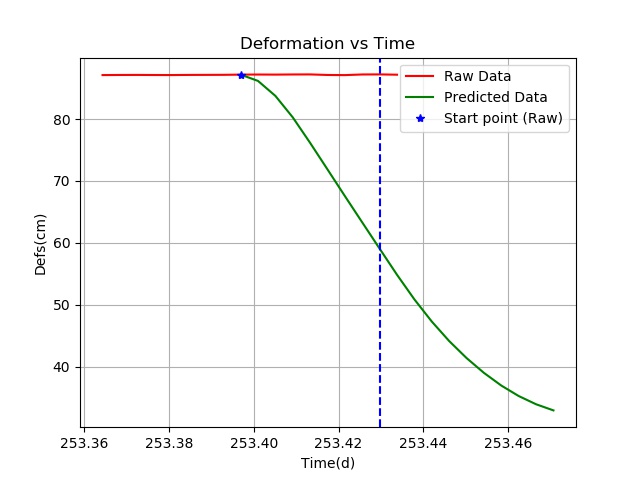 Deformation vs Time
Raw Data
Predicted Data
Start point (Raw)
Defs(cm)
80
70
60
50
40
253.36 253.38 253.40 253.42 253.44 253.46
Time(d)